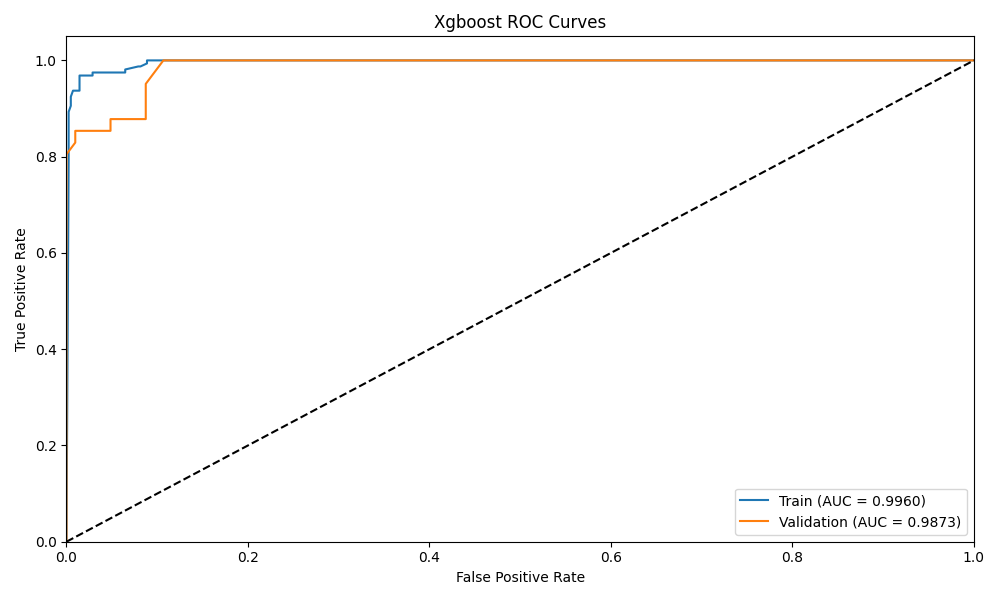 Xgboost ROC Curves
True Positive Rate
1.0
0.8
0.6
0.4
0.2
0.0
0.0 0.2 0.4 0.6 0.8 1.0
False Positive Rate
Train (AUC = 0.9960)
Validation (AUC = 0.9873)